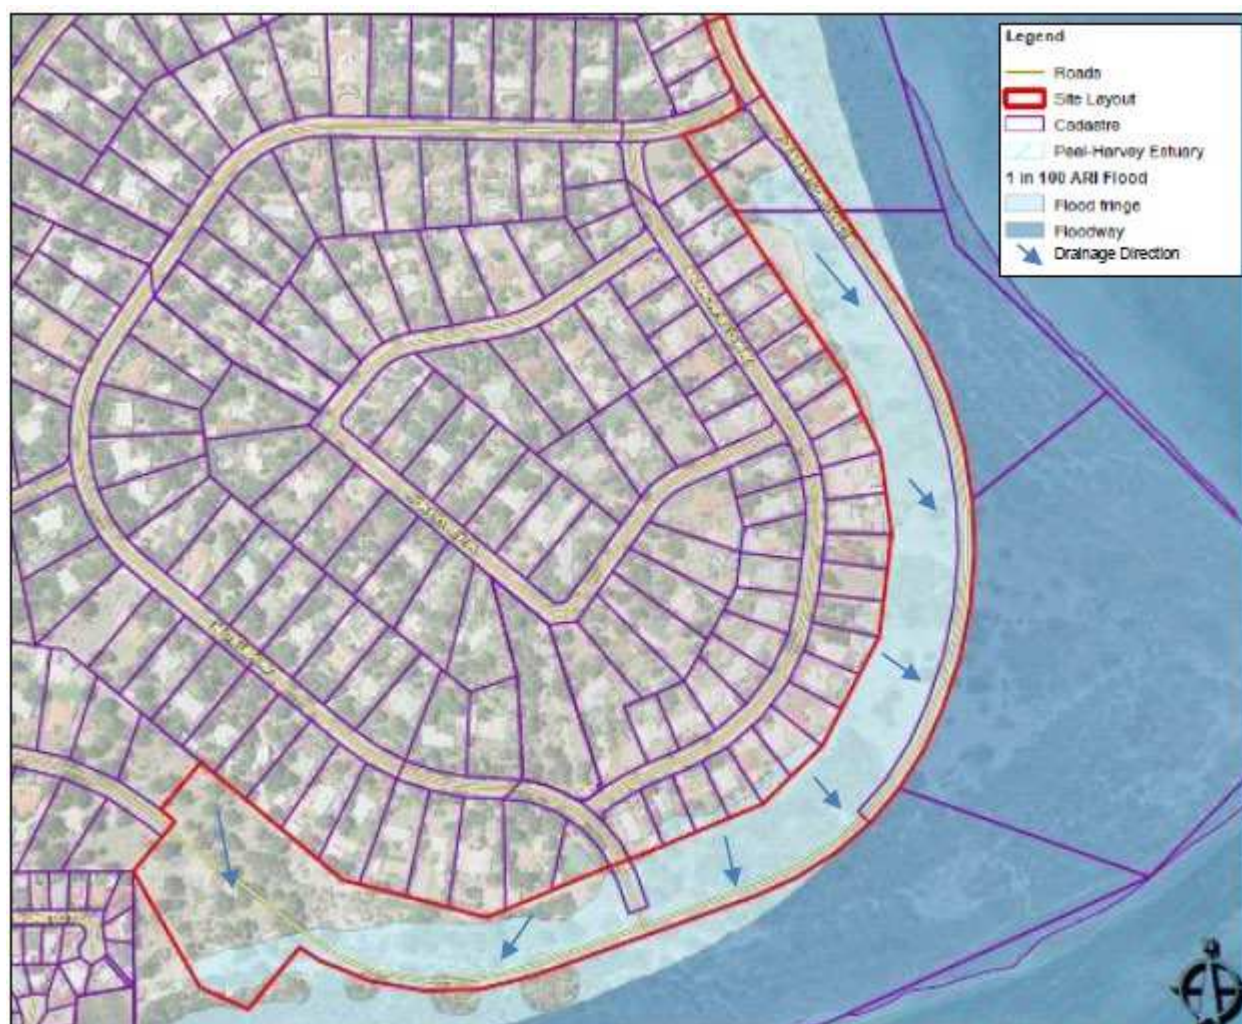 Legend
Roads
Site Layout
Cadastre
Peel-Harvey Estuary
1 in 100 ARI Flood
Flood fringe
Floodway
Drainage Direction